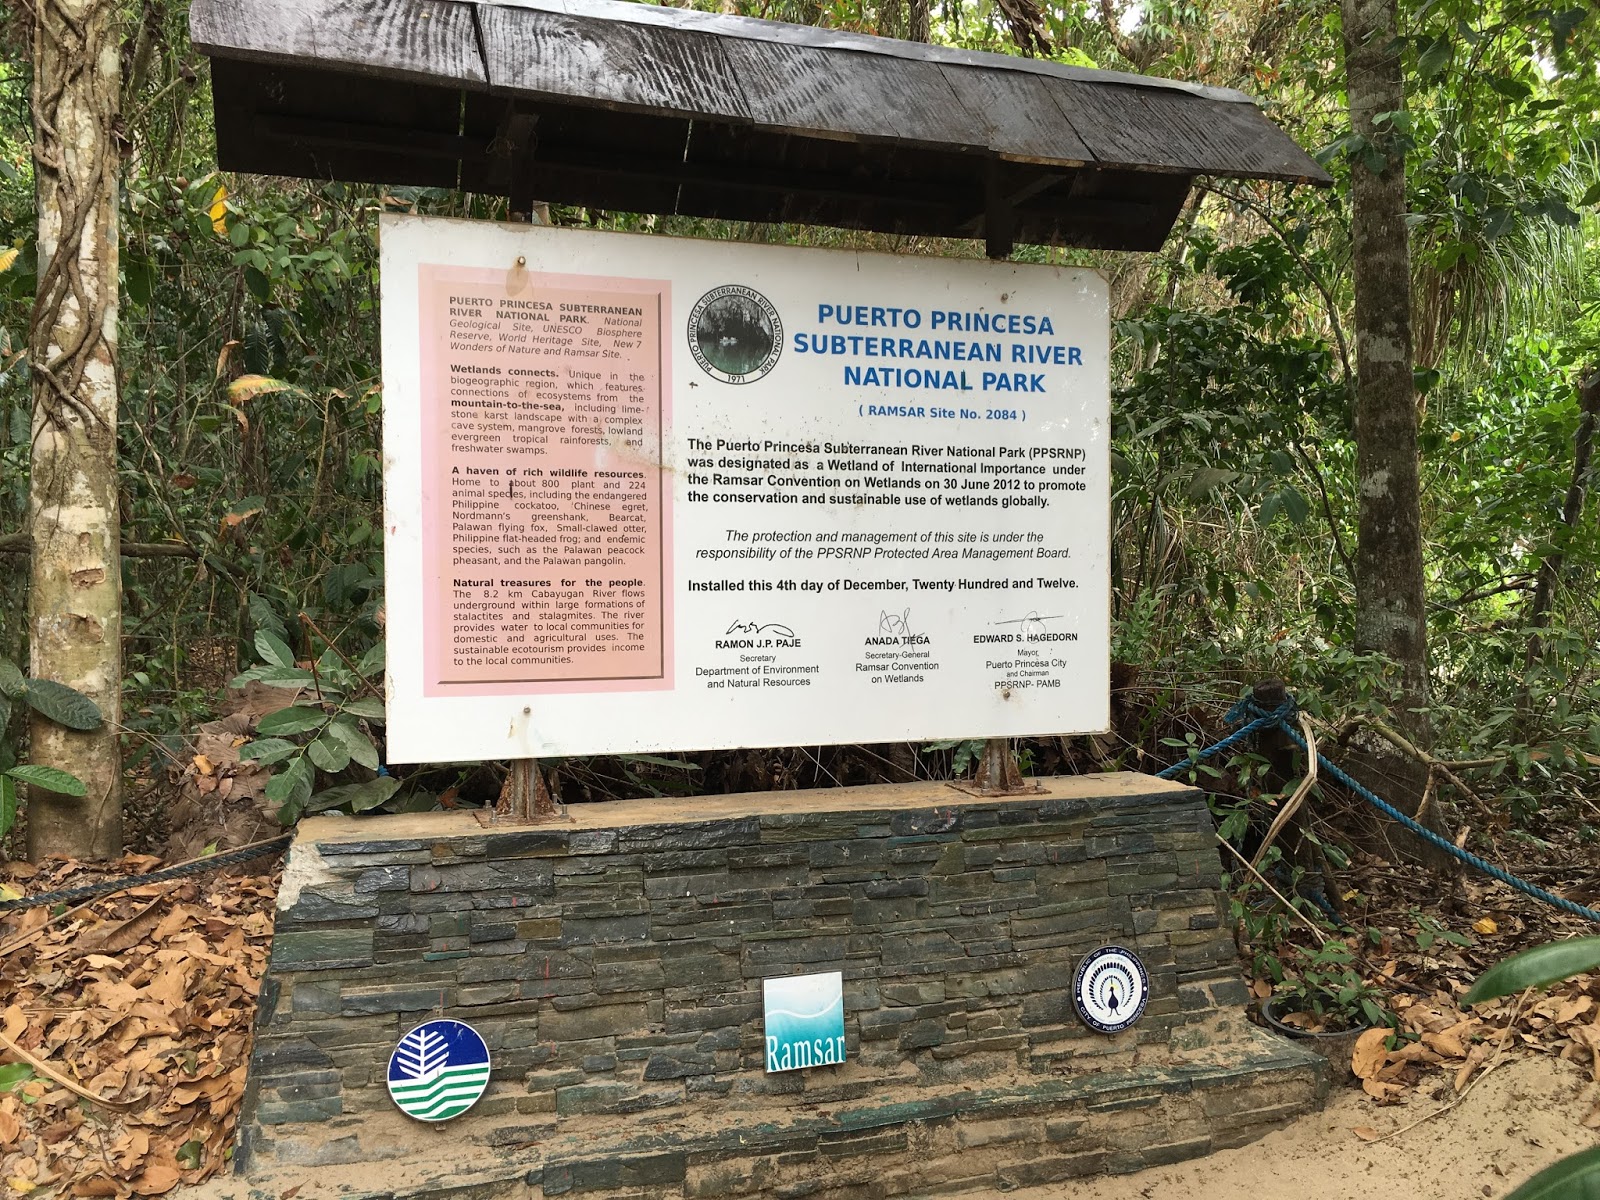 PUERTO PRINCESA SUBTERRANEAN
RIVER NATIONAL PARK. National
Geological Site, UNESCO Biosphere
Reserve, World Heritage Site, New 7
Wonders of Nature and Ramsar Site.
Wetlands connects. Unique in the
biogeographic region, which features
connections of ecosystems from the
mountain-to-the-sea, including lime-
stone karst landscape with a complex
cave system, mangrove forests, lowland
evergreen tropical rainforests, and
freshwater swamps.
A haven of rich wildlife resources.
Home to about 800 plant and 224
animal species, including the endangered
Philippine cockatoo, Chinese egret,
Nordmann's greenshank, Bearcat,
Palawan flying fox, Small-clawed otter,
Philippine flat-headed frog; and endemic
species, such as the Palawan peacock
pheasant, and the Palawan pangolin.
Natural treasures for the people.
The 8.2 km Cabayugan River flows
underground within large formations of
stalactites and stalagmites. The river
provides water to local communities for
domestic and agricultural uses. The
sustainable ecotourism provides income
to the local communities.
PUERTO PRINCESA SUBTERRANEAN RIVER NATIONAL PARK
1971
PUERTO PRINCESA
SUBTERRANEAN RIVER
NATIONAL PARK
( RAMSAR Site No. 2084 )
The Puerto Princesa Subterranean River National Park (PPSRNP)
was designated as a Wetland of International Importance under
the Ramsar Convention on Wetlands on 30 June 2012 to promote
the conservation and sustainable use of wetlands globally.
The protection and management of this site is under the
responsibility of the PPSRNP Protected Area Management Board.
Installed this 4th day of December, Twenty Hundred and Twelve.
RAMON J.P. PAJE
Secretary
Department of Environment
and Natural Resources
ANADA TIEGA
Secretary-General
Ramsar Convention
on Wetlands
EDWARD S. HAGEDORN
Mayor,
Puerto Princesa City
and Chairman
PPSRNP- PAMB
Ramsar
REPUBLIC OF THE PHILIPPINES
CITY OF PUERTO PRINCESA